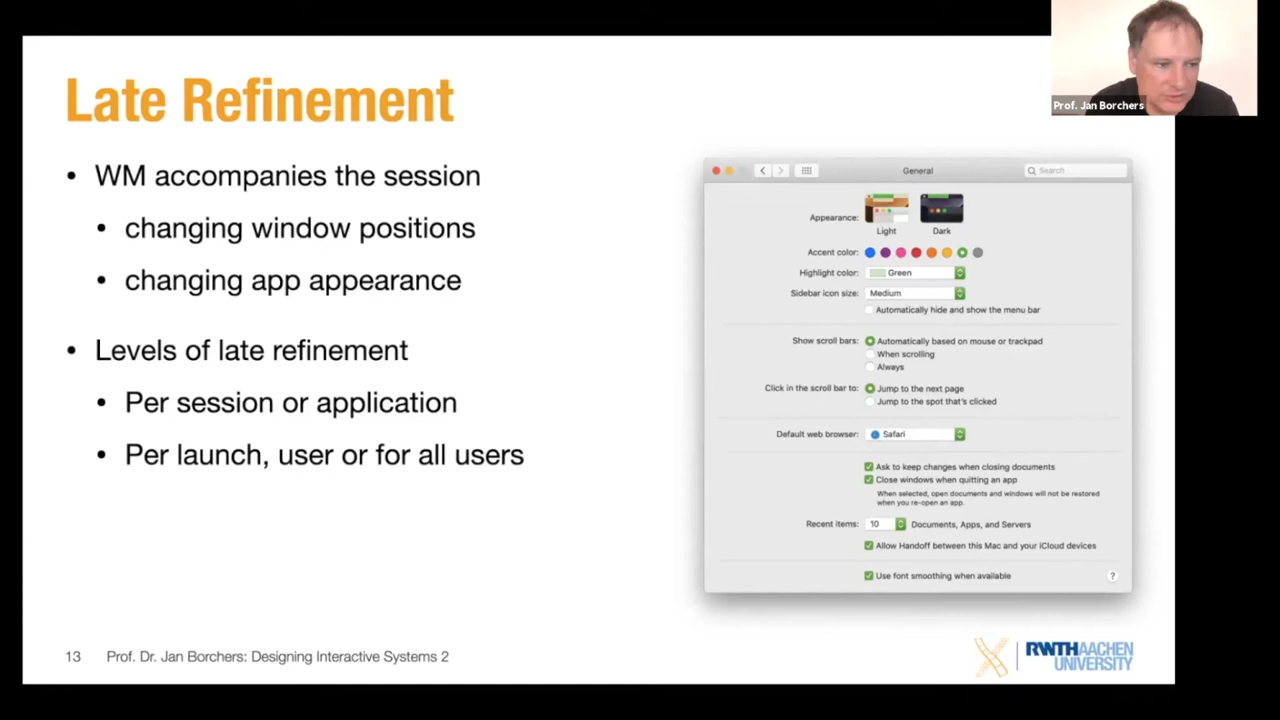 Late Refinement
Prof. Jan Borchers
• WM accompanies the session
• changing window positions
• changing app appearance
• Levels of late refinement
• Per session or application
• Per launch, user or for all users
General
Search
Appearance:
Light
Dark
Accent color:
Highlight color:
Green
Sidebar icon size:
Medium
Automatically hide and show the menu bar
Show scroll bars:
Automatically based on mouse or trackpad
When scrolling
Always
Click in the scroll bar to:
Jump to the next page
Jump to the spot that's clicked
Default web browser:
Safari
Ask to keep changes when closing documents
Close windows when quitting an app
When selected, open documents and windows will not be restored
when you re-open an app.
Recent items:
10
Documents, Apps, and Servers
Allow Handoff between this Mac and your iCloud devices
Use font smoothing when available
?
13
Prof. Dr. Jan Borchers: Designing Interactive Systems 2
RWTHAACHEN
UNIVERSITY